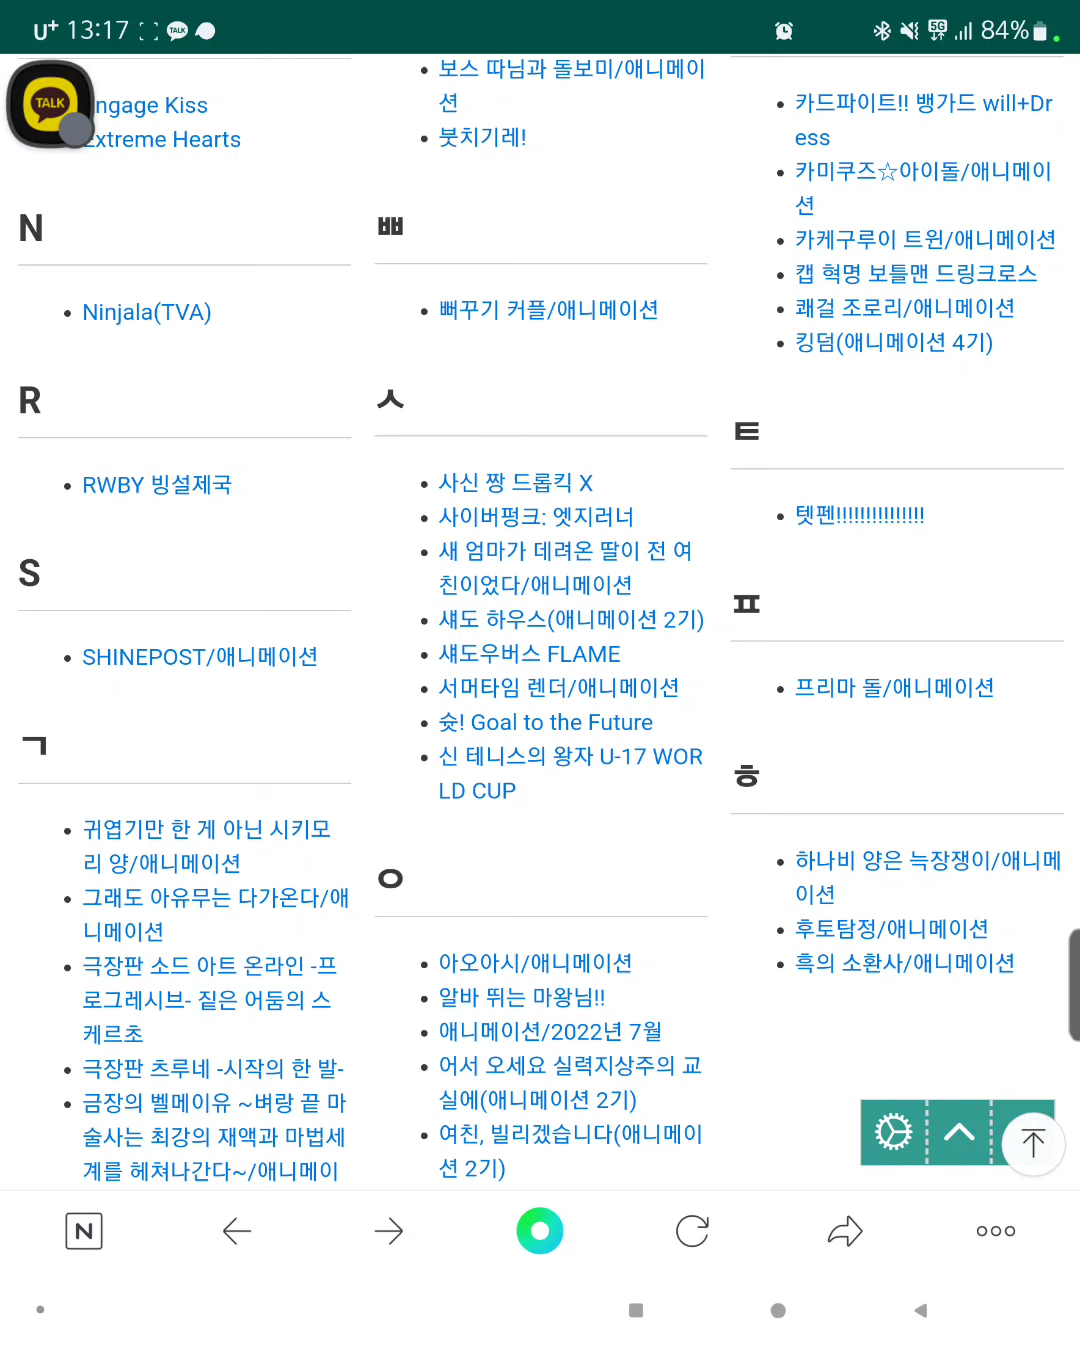 U+ 13:17 TALK
5G 84%
TALK
ngage Kiss
Extreme Hearts
N
Ninjala(TVA)
R
RWBY 빙설제국
S
SHINEPOST/애니메이션
ㄱ
귀엽기만 한 게 아닌 시키모
리 양/애니메이션
그래도 아유무는 다가온다/애
니메이션
극장판 소드 아트 온라인 -프
로그레시브- 짙은 어둠의 스
케르초
극장판 츠루네 -시작의 한 발-
금장의 벨메이유 ~벼랑 끝 마
술사는 최강의 재액과 마법세
계를 헤쳐나간다~/애니메이
보스 따님과 돌보미/애니메이
션
붓치기레!
ㅃ
뻐꾸기 커플/애니메이션
ㅅ
사신 짱 드롭킥 X
사이버펑크: 엣지러너
새 엄마가 데려온 딸이 전 여
친이었다/애니메이션
섀도 하우스(애니메이션 2기)
섀도우버스 FLAME
서머타임 렌더/애니메이션
슛! Goal to the Future
신 테니스의 왕자 U-17 WOR
LD CUP
ㅇ
아오아시/애니메이션
알바 뛰는 마왕님!!
애니메이션/2022년 7월
어서 오세요 실력지상주의 교
실에(애니메이션 2기)
여친, 빌리겠습니다(애니메이
션 2기)
카드파이트!! 뱅가드 will+Dr
ess
카미쿠즈☆아이돌/애니메이
션
카케구루이 트윈/애니메이션
캡 혁명 보틀맨 드링크로스
쾌걸 조로리/애니메이션
킹덤(애니메이션 4기)
ㅌ
텟펜!!!!!!!!!!!!!!!
ㅍ
프리마 돌/애니메이션
ㅎ
하나비 양은 늑장쟁이/애니메
이션
후토탐정/애니메이션
흑의 소환사/애니메이션
N